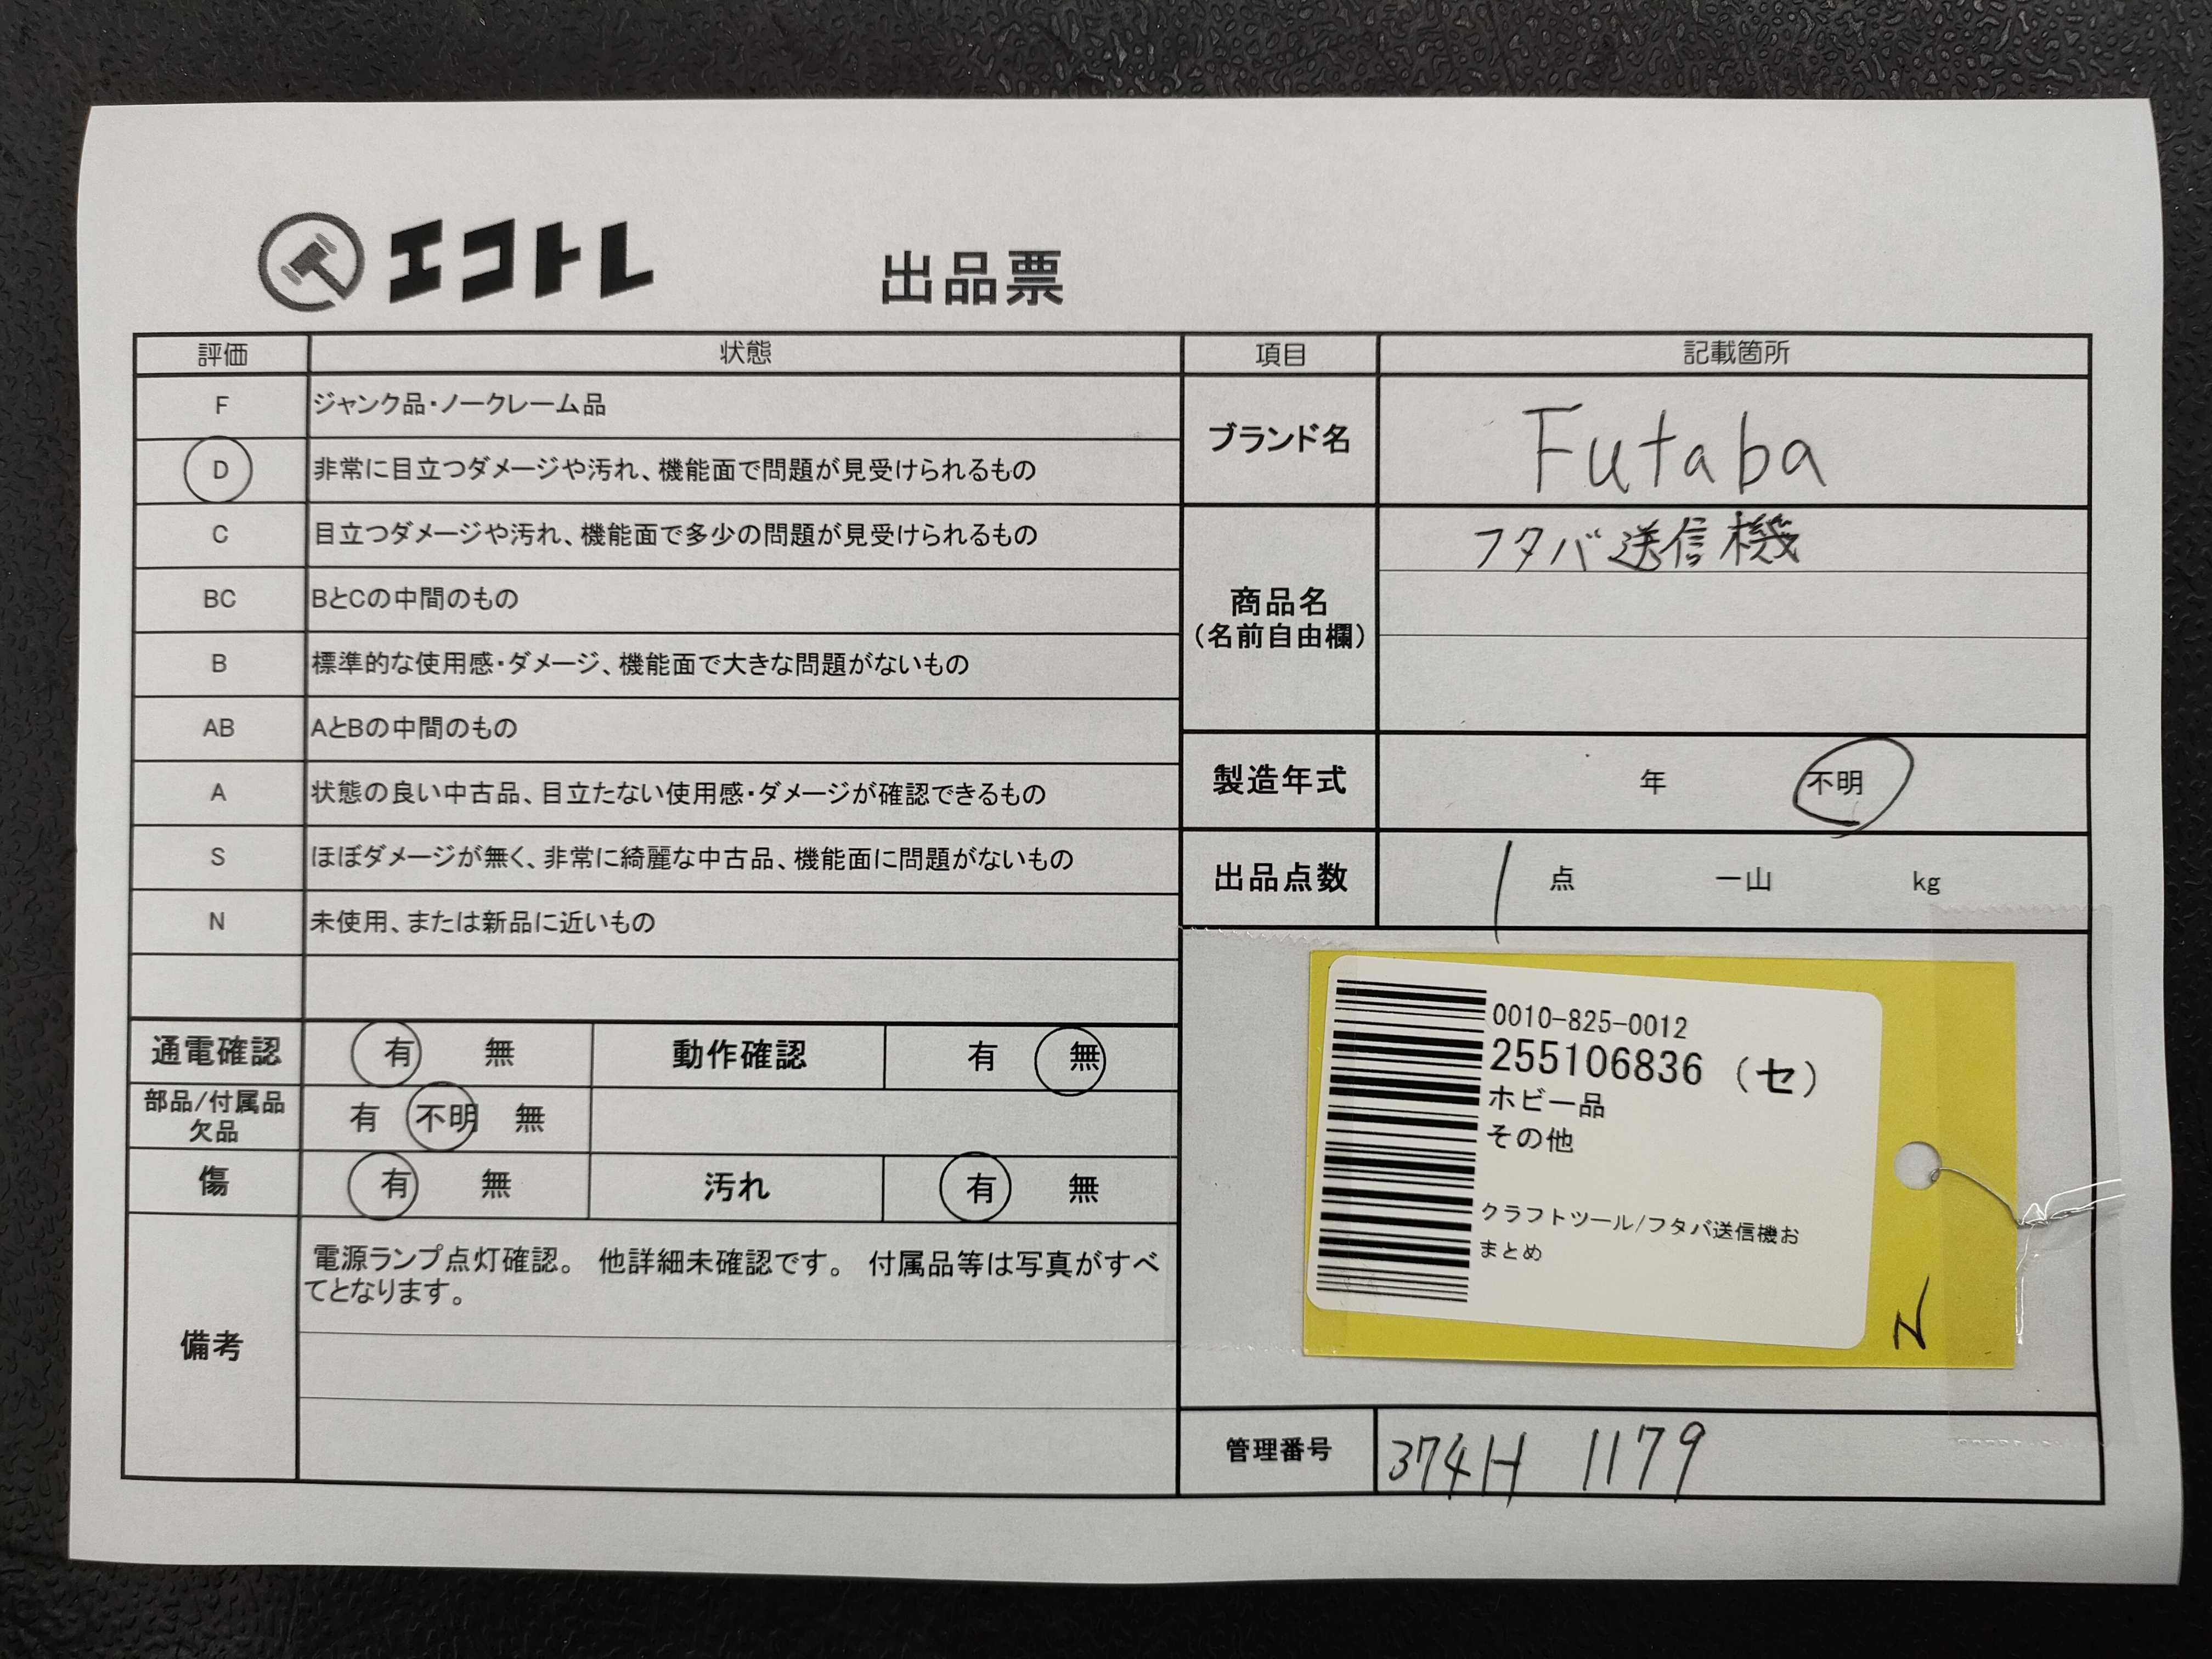 エコトレ
出品票
評価 状態
F ジャンク品・ノークレーム品
D 非常に目立つダメージや汚れ、機能面で問題が見受けられるもの
C 目立つダメージや汚れ、機能面で多少の問題が見受けられるもの
BC BとCの中間のもの
B 標準的な使用感・ダメージ、機能面で大きな問題がないもの
AB AとBの中間のもの
A 状態の良い中古品、目立たない使用感・ダメージが確認できるもの
S ほぼダメージが無く、非常に綺麗な中古品、機能面に問題がないもの
N 未使用、または新品に近いもの
通電確認 有 無 動作確認 有 無
部品/付属品
欠品
有 不明 無
傷 有 無 汚れ 有 無
備考
電源ランプ点灯確認。 他詳細未確認です。 付属品等は写真がすべ
てとなります。
項目 記載箇所
ブランド名 Futaba
商品名
(名前自由欄)
フタバ送信機
製造年式 年 不明
出品点数 1 点 一山 kg
0010-825-0012
255106836 (セ)
ホビー品
その他
クラフトツール/フタバ送信機お
まとめ
N
管理番号 374H 1179